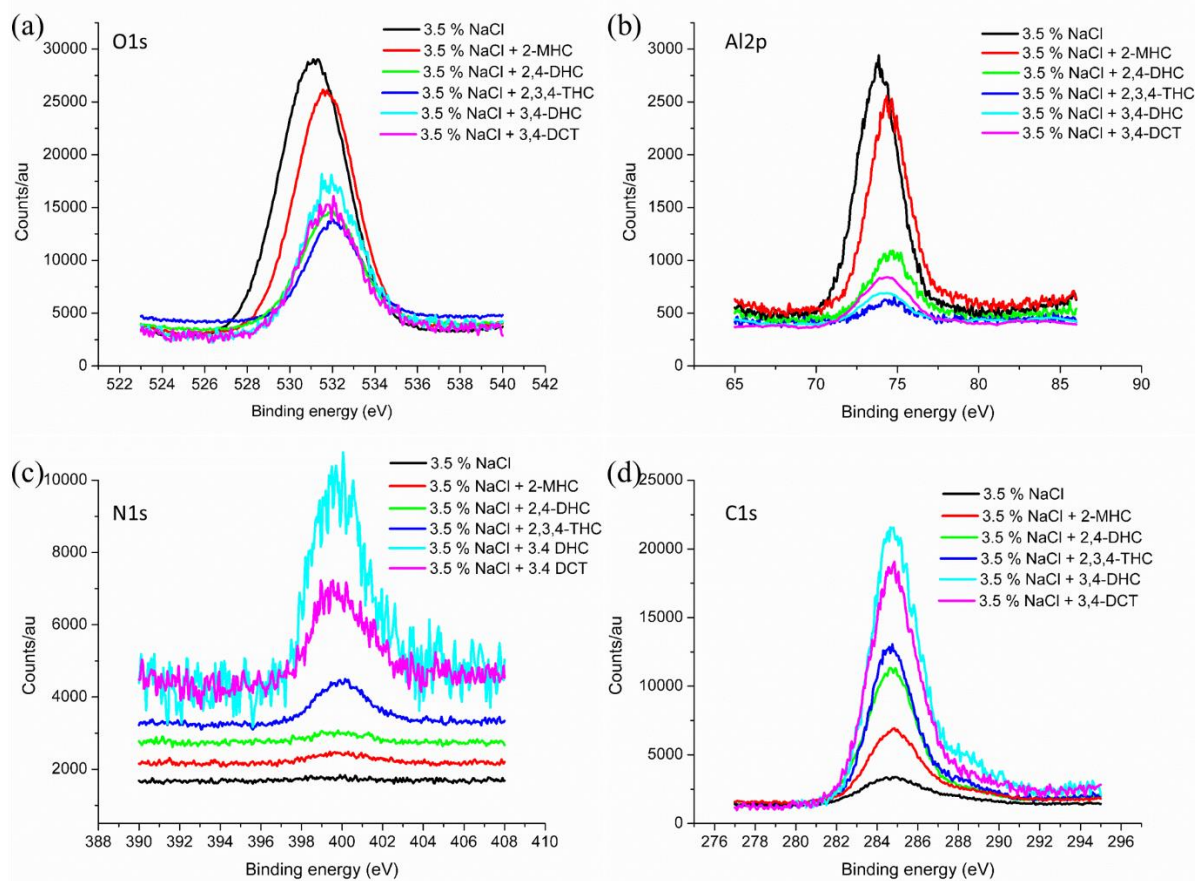 (a)
O1s
3.5 % NaCl
3.5 % NaCl + 2-MHC
3.5 % NaCl + 2,4-DHC
3.5 % NaCl + 2,3,4-THC
3.5 % NaCl + 3,4-DHC
3.5 % NaCl + 3,4-DCT
30000
25000
20000
15000
10000
5000
0
Counts/au
522 524 526 528 530 532 534 536 538 540 542
Binding energy (eV)
(b)
Al2p
3.5 % NaCl
3.5 % NaCl + 2-MHC
3.5 % NaCl + 2,4-DHC
3.5 % NaCl + 2,3,4-THC
3.5 % NaCl + 3,4-DHC
3.5 % NaCl + 3,4-DCT
3000
2500
2000
1500
1000
500
0
Counts/au
65 70 75 80 85 90
Binding energy (eV)
(c)
N1s
3.5 % NaCl
3.5 % NaCl + 2-MHC
3.5 % NaCl + 2,4-DHC
3.5 % NaCl + 2,3,4-THC
3.5 % NaCl + 3.4 DHC
3.5 % NaCl + 3.4 DCT
10000
8000
6000
4000
2000
Counts/au
388 390 392 394 396 398 400 402 404 406 408 410
Binding energy (eV)
(d)
C1s
3.5 % NaCl
3.5 % NaCl + 2-MHC
3.5 % NaCl + 2,4-DHC
3.5 % NaCl + 2,3,4-THC
3.5 % NaCl + 3,4-DHC
3.5 % NaCl + 3,4-DCT
25000
20000
15000
10000
5000
0
Counts/au
276 278 280 282 284 286 288 290 292 294 296
Binding energy (eV)